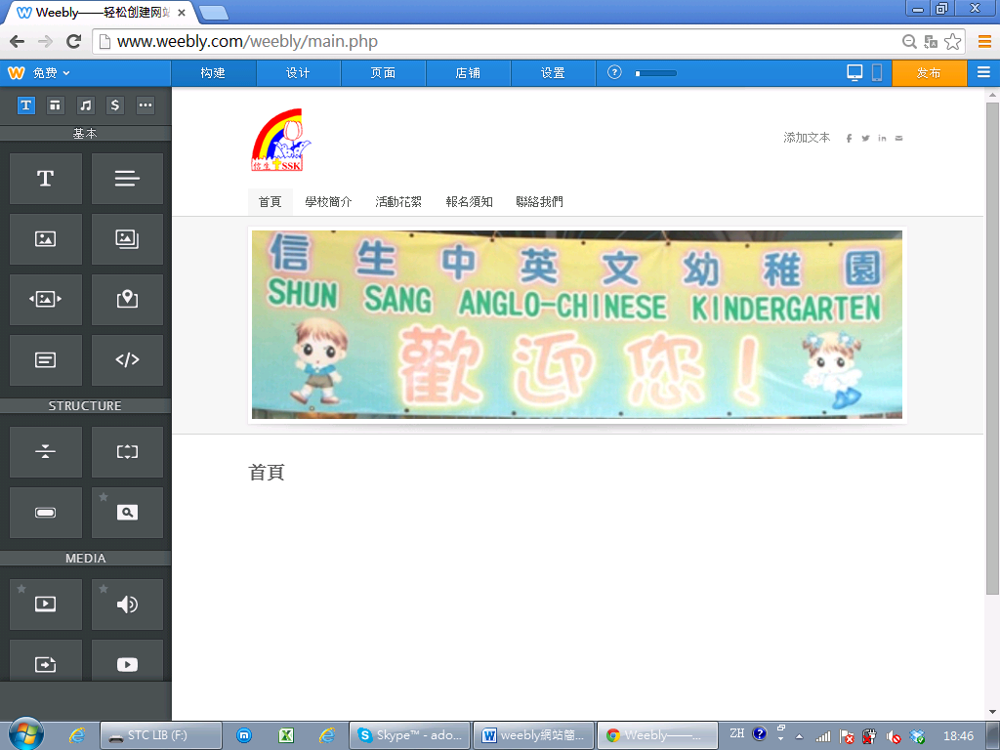 Weebly——轻松创建网站
www.weebly.com/weebly/main.php
免费
构建
设计
页面
店铺
设置
发布
基本
STRUCTURE
MEDIA
信生 SSK
添加文本
首頁
學校簡介
活動花絮
報名須知
聯絡我們
信生中英文幼稚園
SHUN SANG ANGLO-CHINESE KINDERGARTEN
歡迎您!
首頁
STC LIB (F:)
Skype™ - ado...
weebly網站簡...
Weebly——...
ZH
18:46